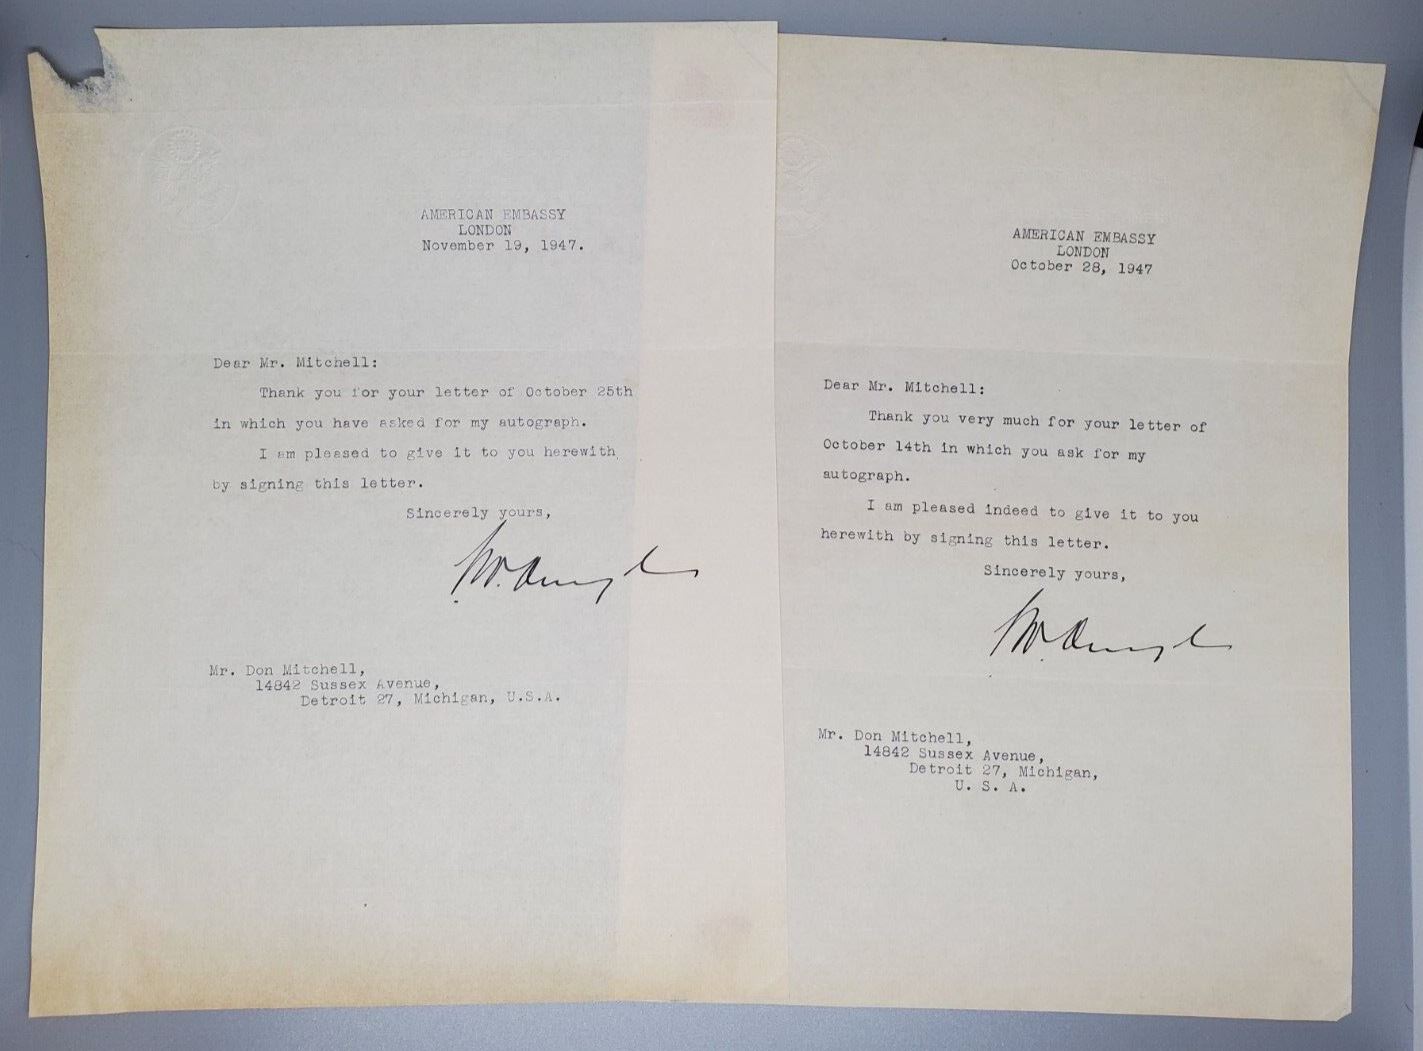 AMERICAN EMBASSY
LONDON
November 19, 1947.
Dear Mr. Mitchell:
Thank you for your letter of October 25th
in which you have asked for my autograph.
I am pleased to give it to you herewith
by signing this letter.
Sincerely yours,
Mr. Don Mitchell,
14842 Sussex Avenue,
Detroit 27, Michigan, U.S.A.
AMERICAN EMBASSY
LONDON
October 28, 1947
Dear Mr. Mitchell:
Thank you very much for your letter of
October 14th in which you ask for my
autograph.
I am pleased indeed to give it to you
herewith by signing this letter.
Sincerely yours,
Mr. Don Mitchell,
14842 Sussex Avenue,
Detroit 27, Michigan,
U. S. A.